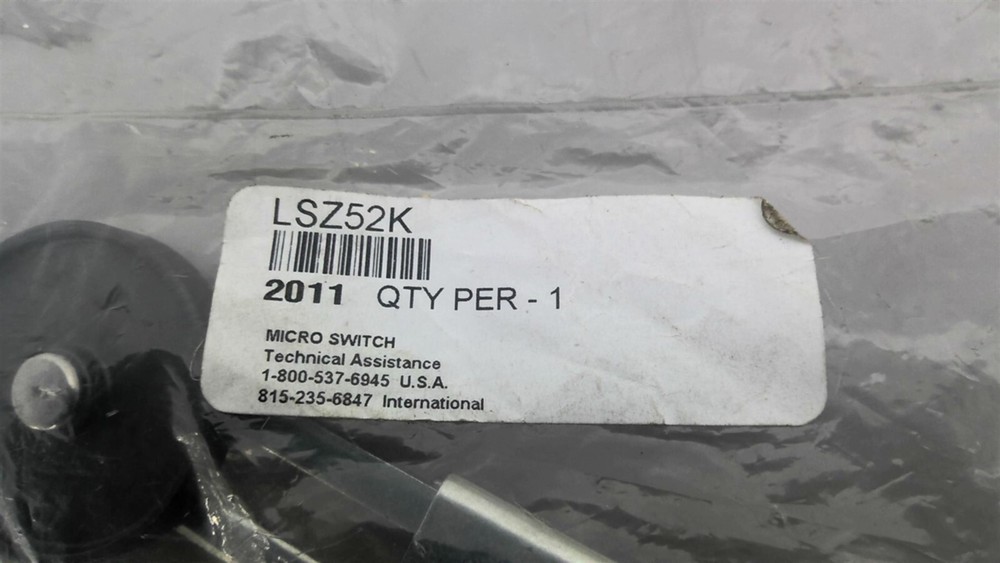 LSZ52K
2011 QTY PER - 1
MICRO SWITCH
Technical Assistance
1-800-537-6945 U.S.A.
815-235-6847 International